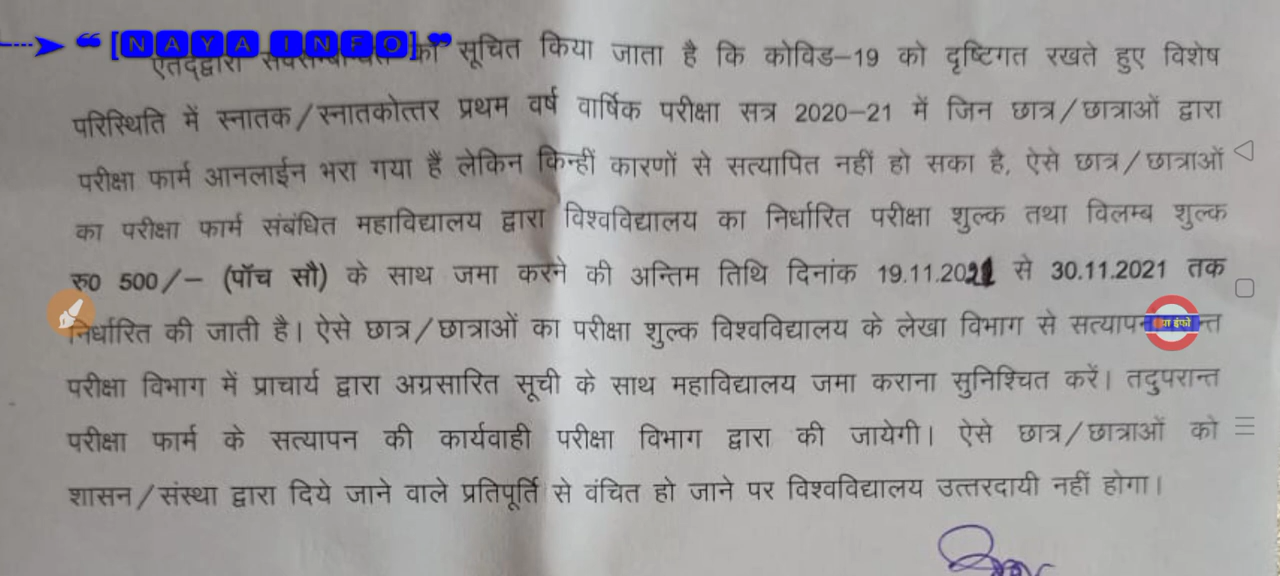 ❝ [NAYA INFO] ❞
एतद्द्वारा सर्वसम्बन्धित को सूचित किया जाता है कि कोविड–19 को दृष्टिगत रखते हुए विशेष
परिस्थिति में स्नातक/स्नातकोत्तर प्रथम वर्ष वार्षिक परीक्षा सत्र 2020–21 में जिन छात्र/छात्राओं द्वारा
परीक्षा फार्म आनलाईन भरा गया हैं लेकिन किन्हीं कारणों से सत्यापित नहीं हो सका है, ऐसे छात्र/छात्राओं
का परीक्षा फार्म संबंधित महाविद्यालय द्वारा विश्वविद्यालय का निर्धारित परीक्षा शुल्क तथा विलम्ब शुल्क
रु0 500/– (पॉच सौ) के साथ जमा करने की अन्तिम तिथि दिनांक 19.11.2021 से 30.11.2021 तक
निर्धारित की जाती है। ऐसे छात्र/छात्राओं का परीक्षा शुल्क विश्वविद्यालय के लेखा विभाग से
परीक्षा विभाग में प्राचार्य द्वारा अग्रसारित सूची के साथ महाविद्यालय जमा कराना सुनिश्चित करें। तदुपरान्त
परीक्षा फार्म के सत्यापन की कार्यवाही परीक्षा विभाग द्वारा की जायेगी। ऐसे छात्र/छात्राओं को
शासन/संस्था द्वारा दिये जाने वाले प्रतिपूर्ति से वंचित हो जाने पर विश्वविद्यालय उत्तरदायी नहीं होगा।